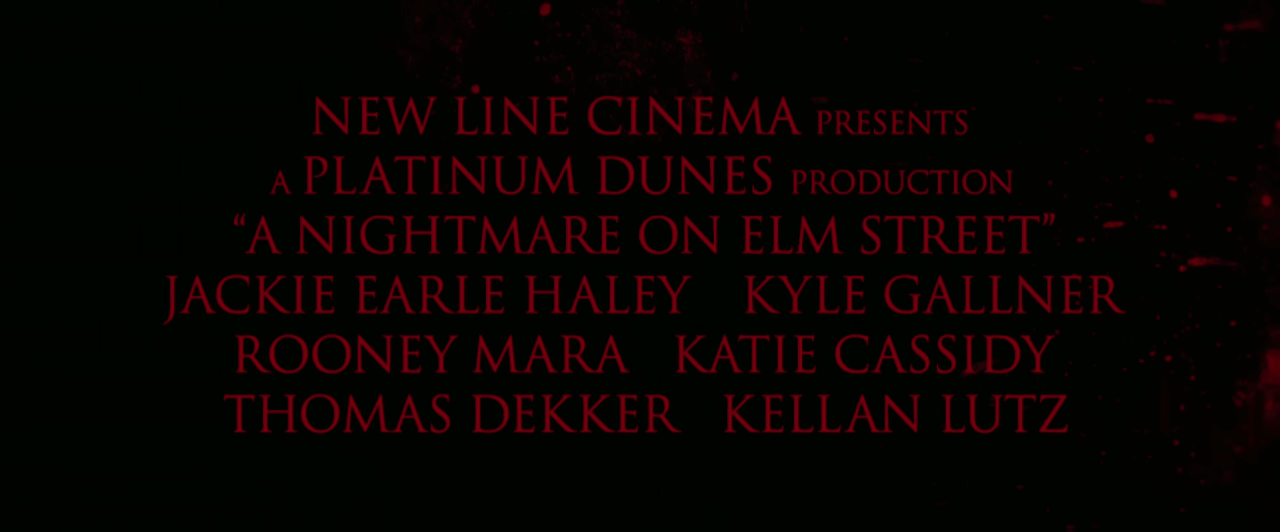 NEW LINE CINEMA PRESENTS
A PLATINUM DUNES PRODUCTION
“A NIGHTMARE ON ELM STREET”
JACKIE EARLE HALEY KYLE GALLNER
ROONEY MARA KATIE CASSIDY
THOMAS DEKKER KELLAN LUTZ